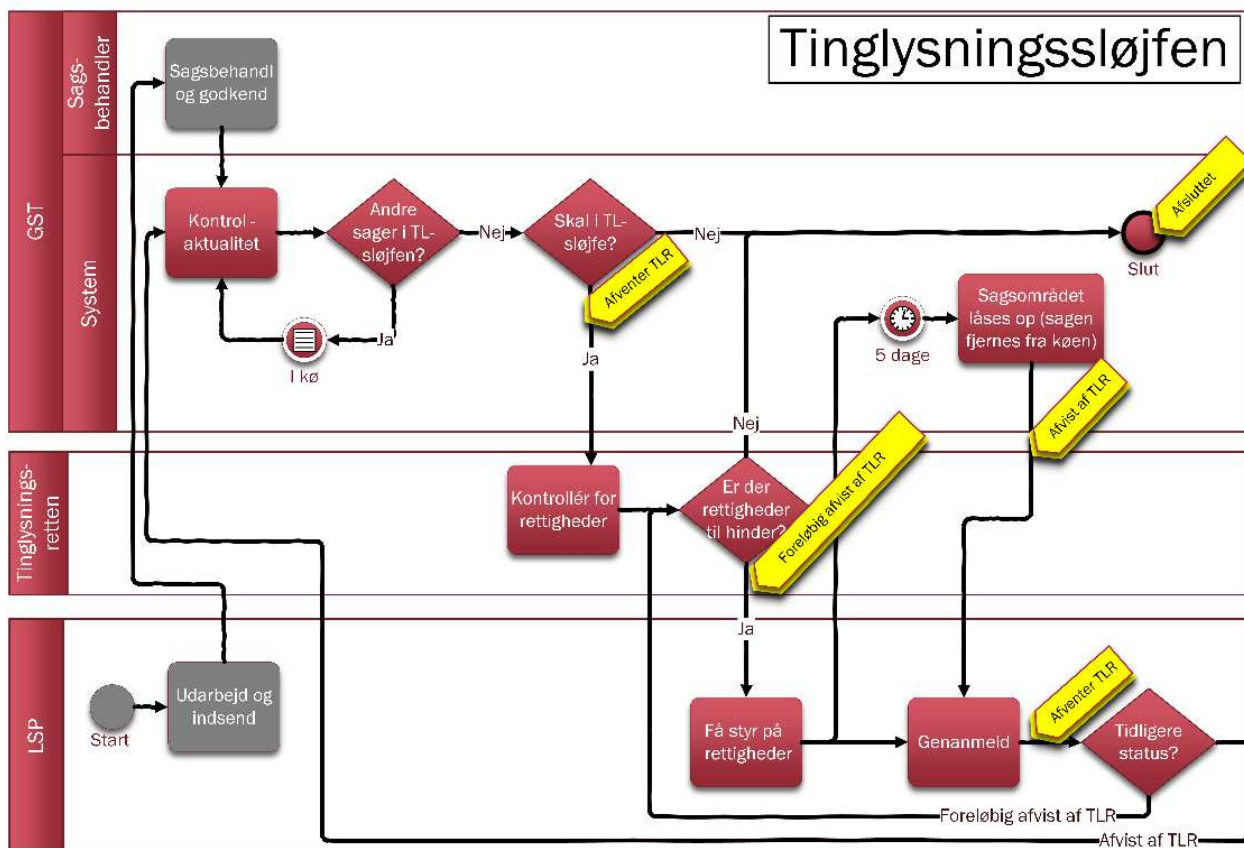 Tinglysningssløjfen
GST
Sags-
behandler
Sagsbehandl
og godkend
System
Kontrol -
aktualitet
Andre
sager i TL-
sløjfen?
Nej
Ja
I kø
Skal i TL-
sløjfe?
Nej
Afventer TLR
Ja
Afsluttet
Slut
5 dage
Sagsområdet
låses op (sagen
fjernes fra køen)
Afvist af TLR
Nej
Tinglysnings-
retten
Kontrollér for
rettigheder
Er der
rettigheder
til hinder?
Foreløbig afvist af TLR
Ja
LSP
Start
Udarbejd og
indsend
Få styr på
rettigheder
Genanmeld
Afventer TLR
Tidligere
status?
Foreløbig afvist af TLR
Afvist af TLR